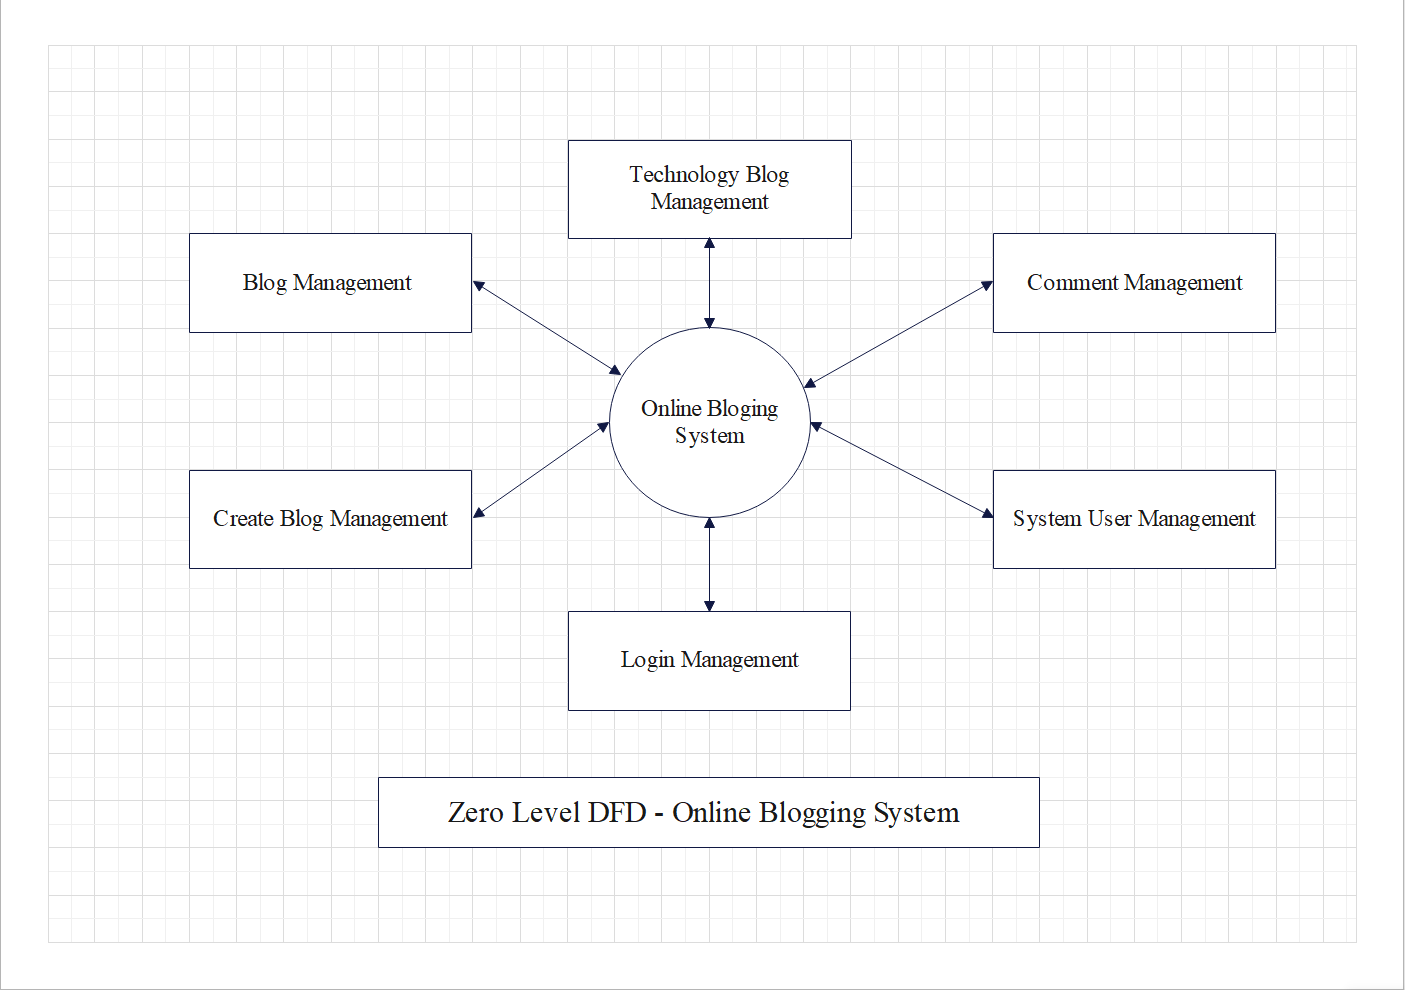 Technology Blog
Management
Blog Management
Comment Management
Online Bloging
System
Create Blog Management
System User Management
Login Management
Zero Level DFD - Online Blogging System